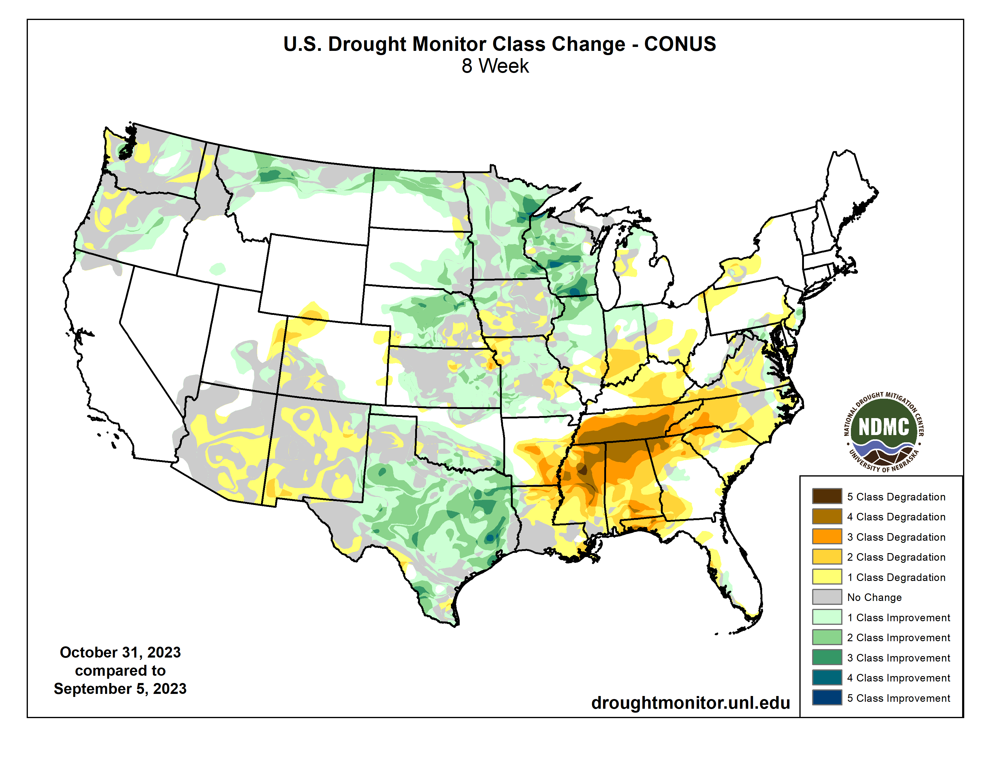 U.S. Drought Monitor Class Change - CONUS
8 Week
NATIONAL DROUGHT MITIGATION CENTER
NDMC
UNIVERSITY OF NEBRASKA
5 Class Degradation
4 Class Degradation
3 Class Degradation
2 Class Degradation
1 Class Degradation
No Change
1 Class Improvement
2 Class Improvement
3 Class Improvement
4 Class Improvement
5 Class Improvement
October 31, 2023
compared to
September 5, 2023
droughtmonitor.unl.edu